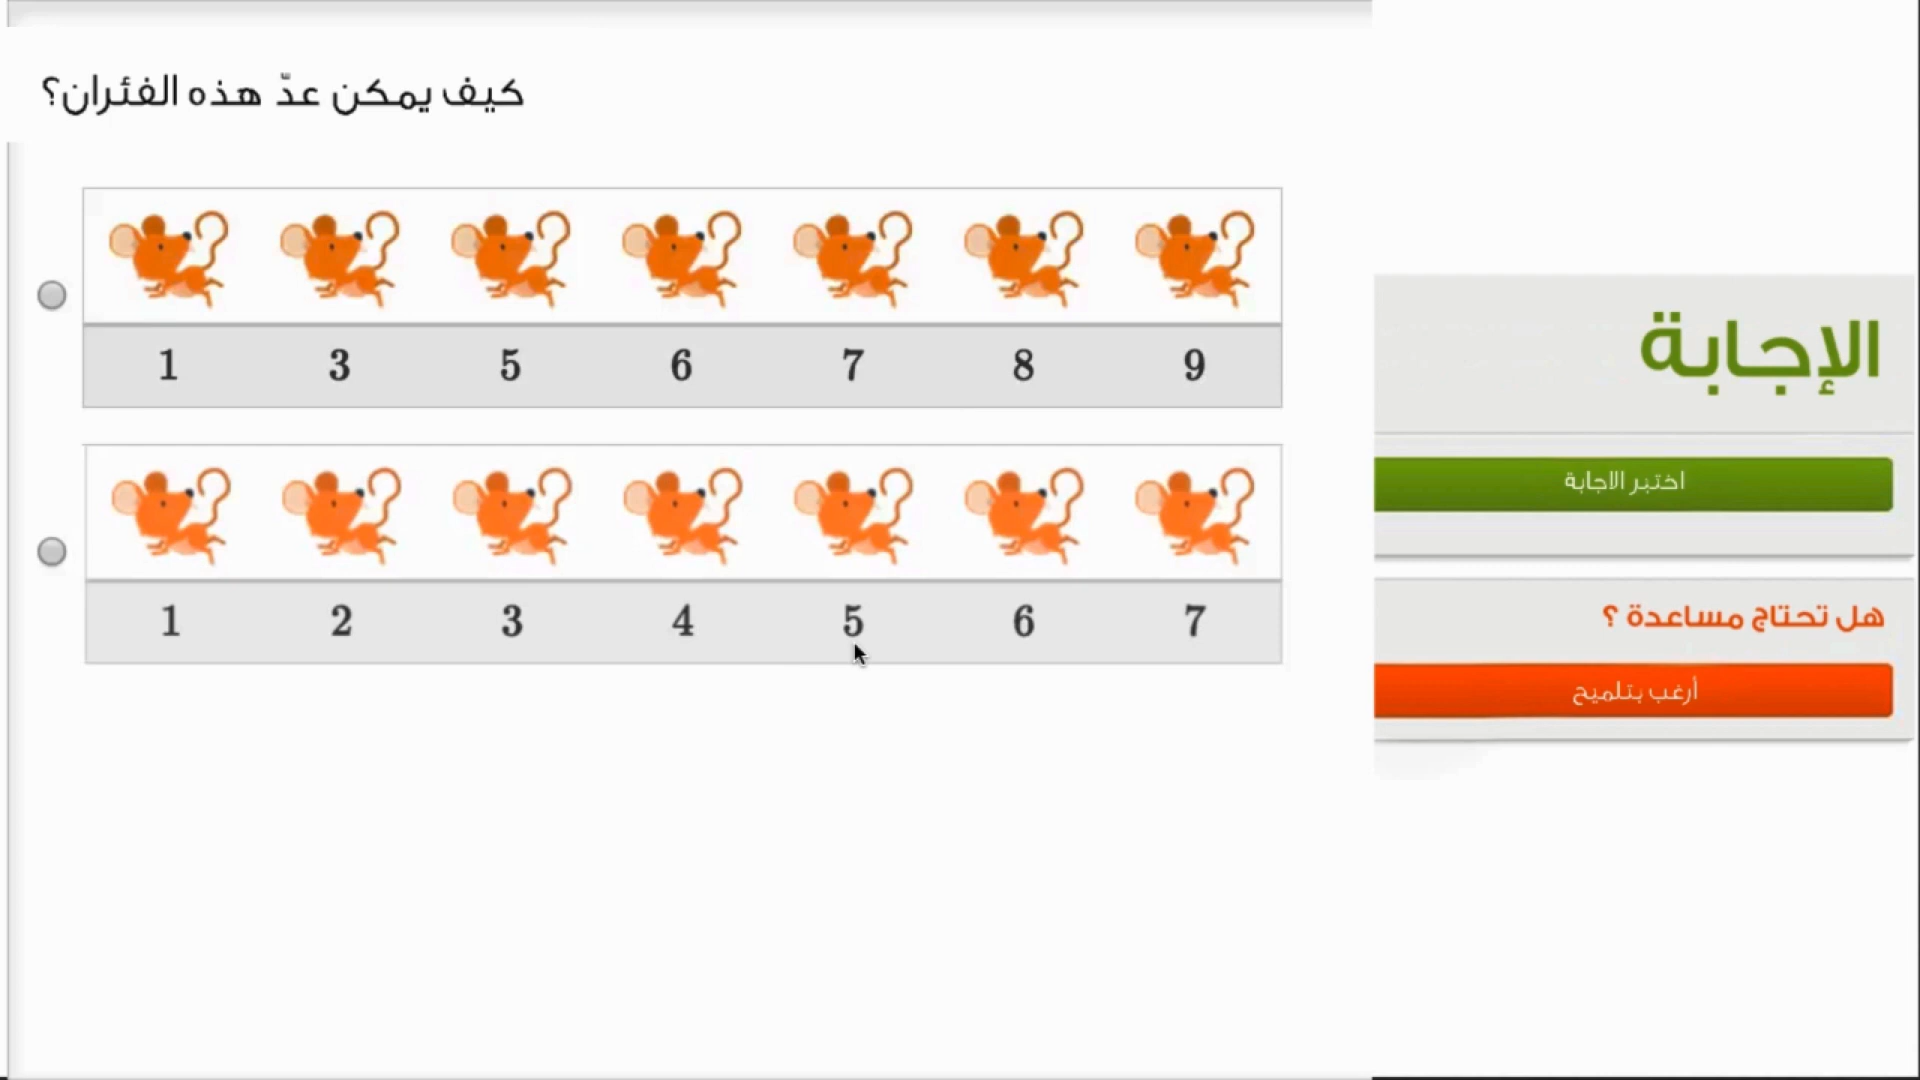 كيف يمكن عدّ هذه الفئران؟
1 3 5 6 7 8 9
1 2 3 4 5 6 7
الإجابة
اختبر الاجابة
هل تحتاج مساعدة ؟
أرغب بتلميح